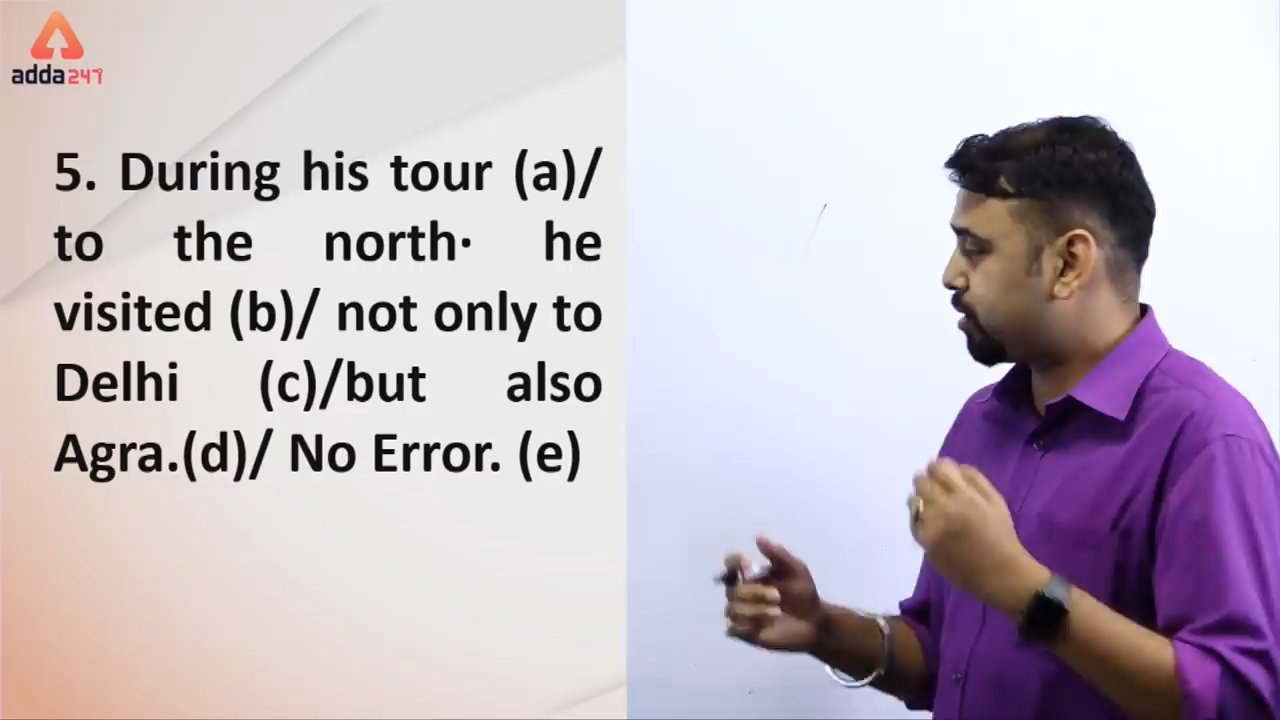 adda247
5. During his tour (a)/
to the north· he
visited (b)/ not only to
Delhi (c)/but also
Agra.(d)/ No Error. (e)